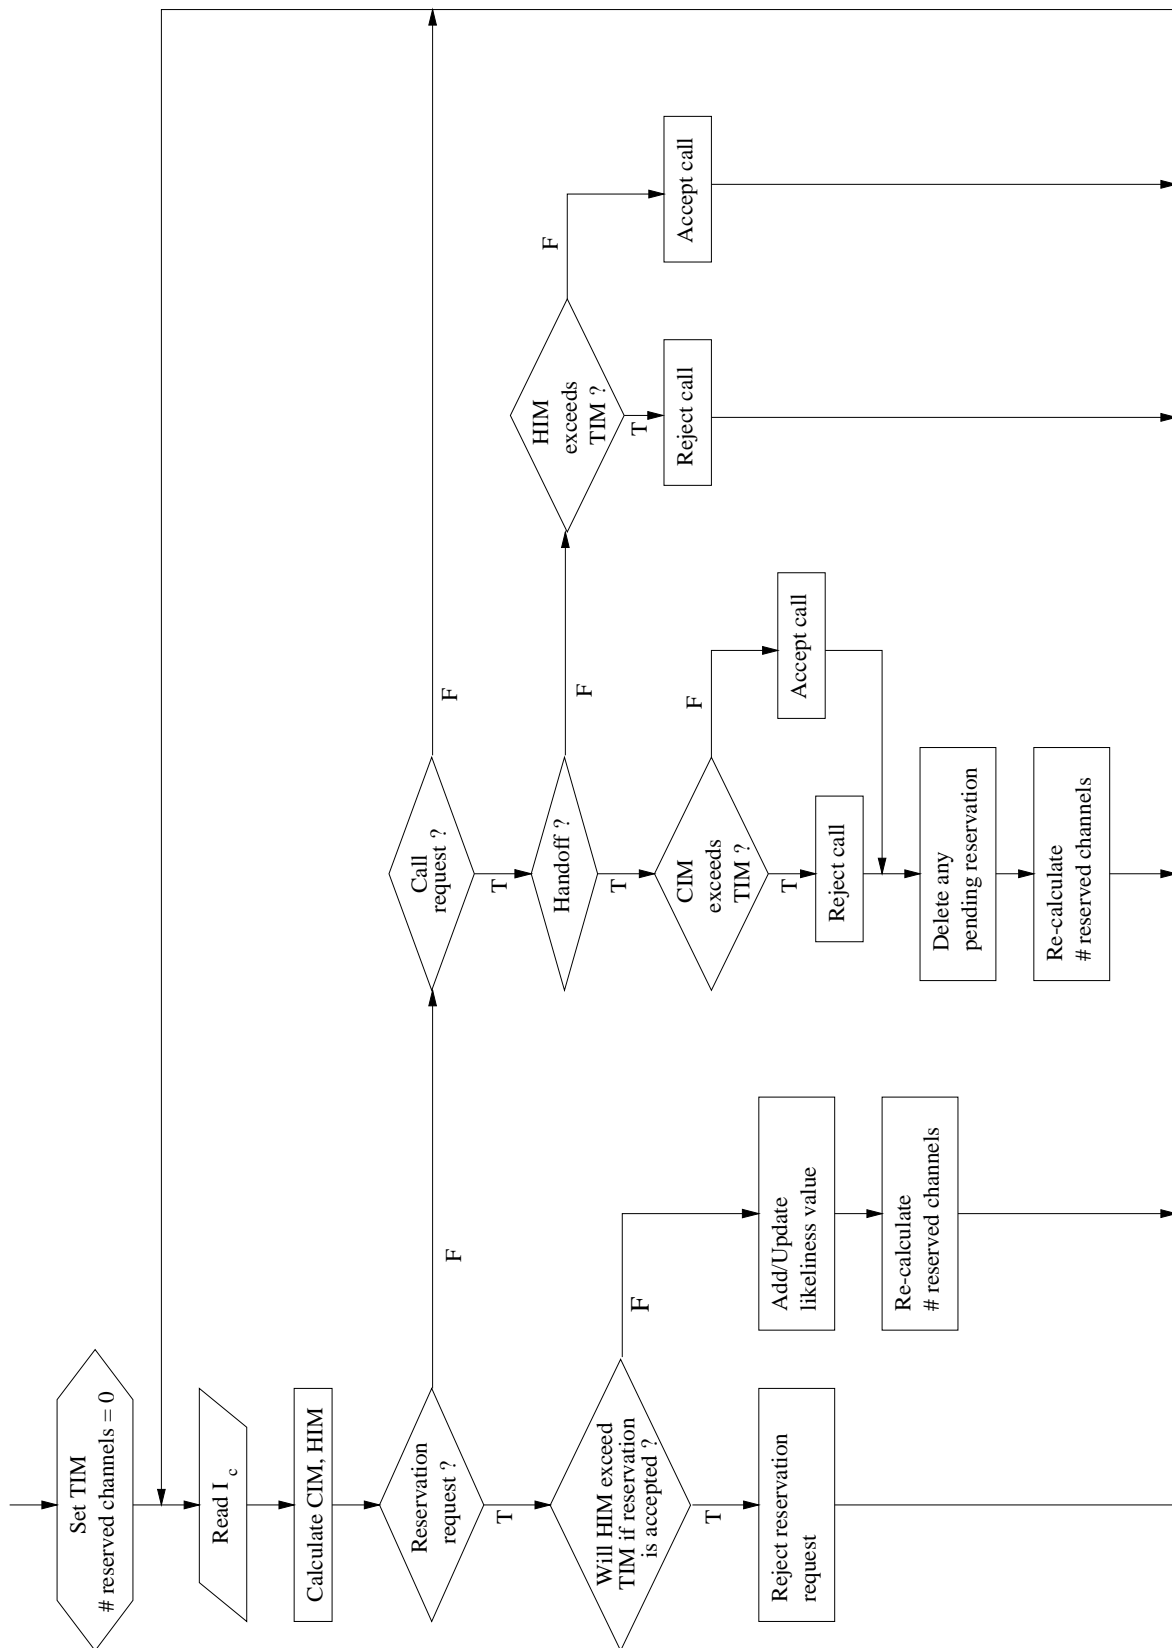 Set TIM
# reserved channels = 0
Read I c
Calculate CIM, HIM
Reservation
request ?
F
T
Will HIM exceed
TIM if reservation
is accepted ?
F
T
Reject reservation
request
Add/Update
likeliness value
Re-calculate
# reserved channels
Call
request ?
F
T
Handoff ?
F
T
CIM
exceeds
TIM ?
F
T
Reject call
Accept call
Delete any
pending reservation
Re-calculate
# reserved channels
HIM
exceeds
TIM ?
F
T
Reject call
Accept call